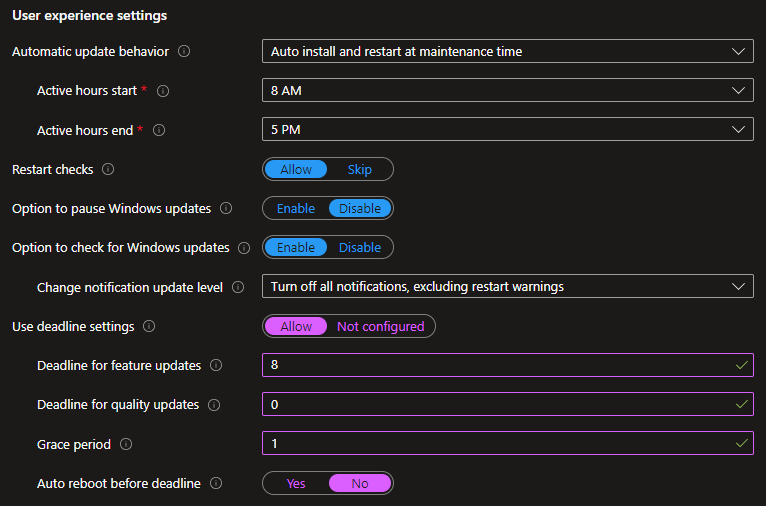 User experience settings
Automatic update behavior Auto install and restart at maintenance time
Active hours start * 8 AM
Active hours end * 5 PM
Restart checks Allow Skip
Option to pause Windows updates Enable Disable
Option to check for Windows updates Enable Disable
Change notification update level Turn off all notifications, excluding restart warnings
Use deadline settings Allow Not configured
Deadline for feature updates 8
Deadline for quality updates 0
Grace period 1
Auto reboot before deadline Yes No